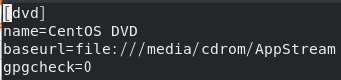 [dvd]
name=CentOS DVD
baseurl=file:///media/cdrom/AppStream
gpgcheck=0